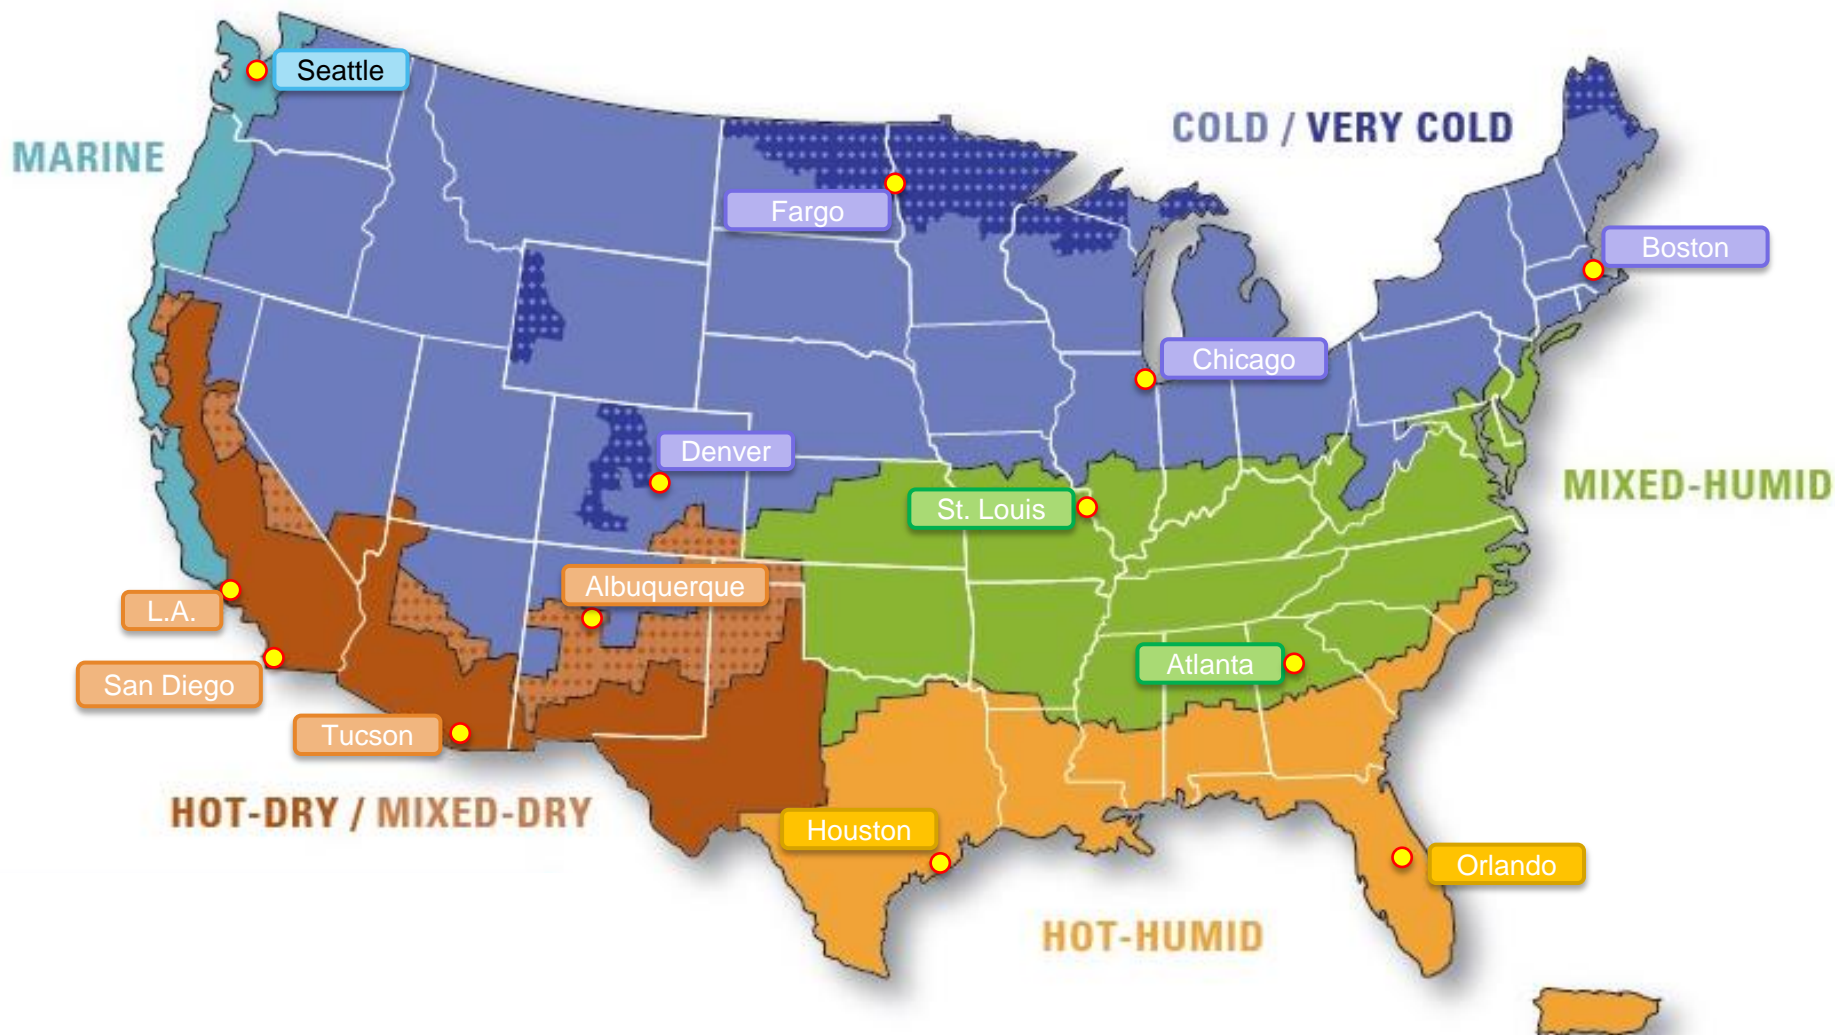 Seattle
MARINE
COLD / VERY COLD
Fargo
Boston
Chicago
Denver
MIXED-HUMID
St. Louis
Albuquerque
L.A.
Atlanta
San Diego
Tucson
HOT-DRY / MIXED-DRY
Houston
Orlando
HOT-HUMID